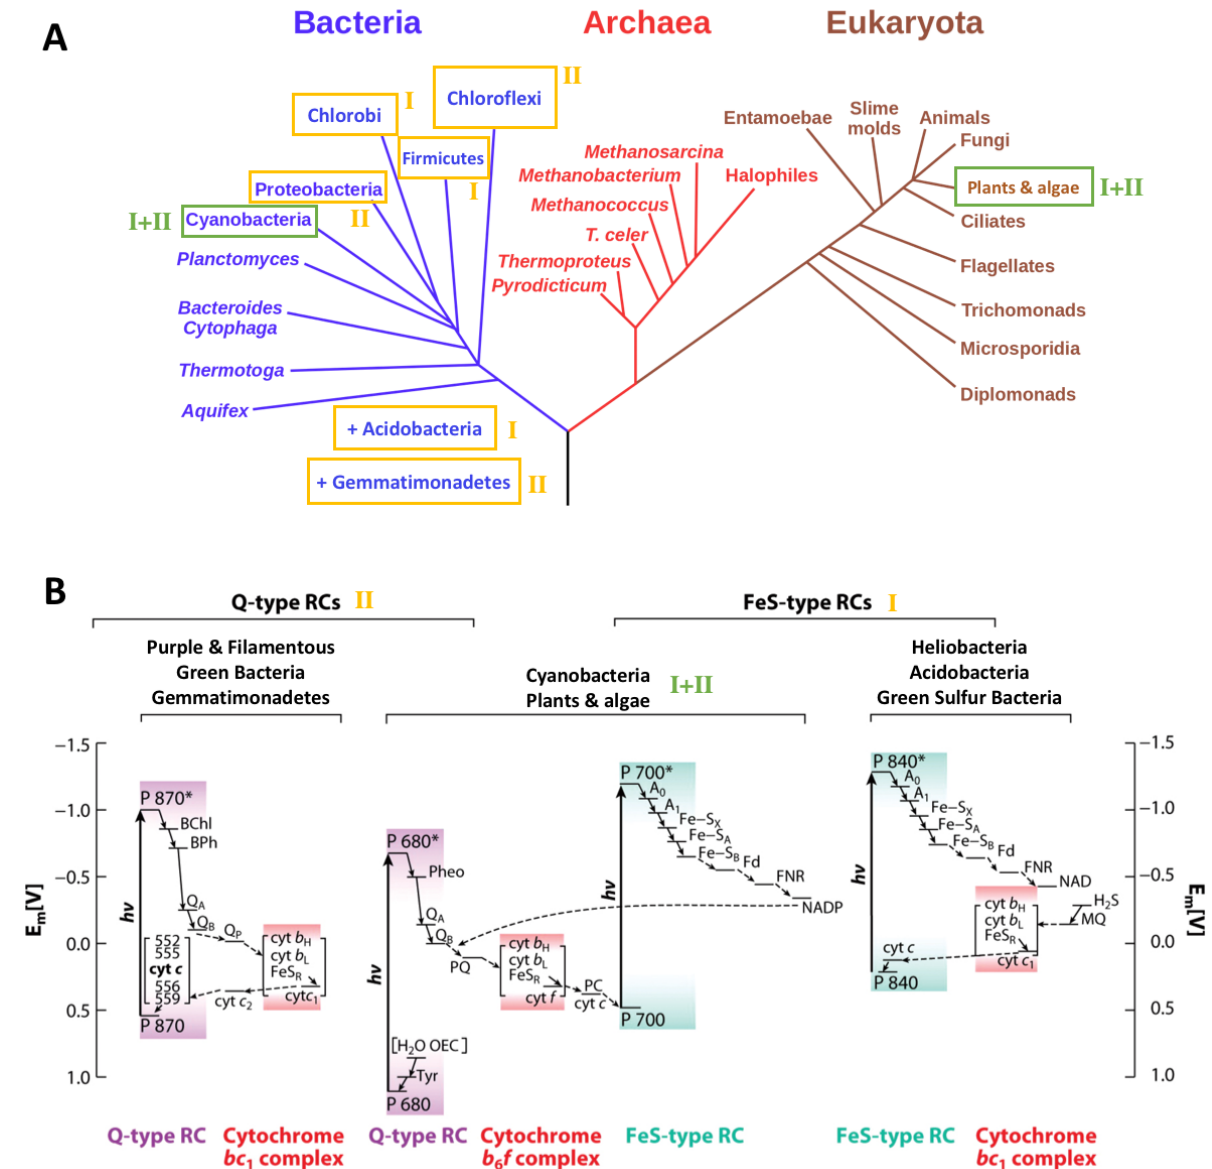 A
Bacteria
Archaea
Eukaryota
Chlorobi
I
Chloroflexi
II
Firmicutes
I
Proteobacteria
II
I+II
Cyanobacteria
Planctomyces
Bacteroides
Cytophaga
Thermotoga
Aquifex
+ Acidobacteria
I
+ Gemmatimonadetes
II
Methanosarcina
Methanobacterium
Halophiles
Methanococcus
T. celer
Thermoproteus
Pyrodicticum
Entamoebae
Slime
molds
Animals
Fungi
Plants & algae
I+II
Ciliates
Flagellates
Trichomonads
Microsporidia
Diplomonads
B
Q-type RCs
II
FeS-type RCs
I
Purple & Filamentous
Green Bacteria
Gemmatimonadetes
Cyanobacteria
Plants & algae
I+II
Heliobacteria
Acidobacteria
Green Sulfur Bacteria
Em[V]
−1.5
−1.0
−0.5
0.0
0.5
1.0
P 870*
BChl
BPh
hν
QA
QB
QP
552
555
cyt c
556
559
P 870
cyt bH
cyt bL
FeSR
cytc1
cyt c2
P 680*
Pheo
hν
QA
QB
PQ
[H2O OEC]
Tyr
P 680
cyt bH
cyt bL
FeSR
cyt f
PC
cyt c
P 700*
A0
A1
Fe−SX
Fe−SA
Fe−SB
Fd
FNR
NADP
hν
P 700
P 840*
A0
A1
Fe−SX
Fe−SA
Fe−SB
Fd
FNR
NAD
hν
cyt bH
cyt bL
FeSR
cyt c1
H2S
MQ
cyt c
P 840
−1.5
−1.0
−0.5
0.0
0.5
1.0
Em[V]
Q-type RC
Cytochrome
bc1 complex
Q-type RC
Cytochrome
b6f complex
FeS-type RC
FeS-type RC
Cytochrome
bc1 complex